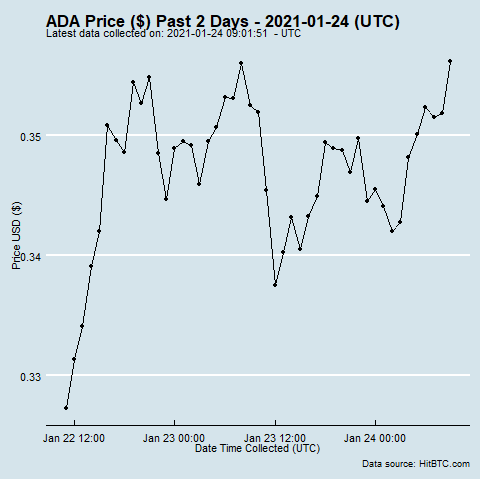 ADA Price ($) Past 2 Days - 2021-01-24 (UTC)
Latest data collected on: 2021-01-24 09:01:51 - UTC
Price USD ($)
0.35
0.34
0.33
Jan 22 12:00
Jan 23 00:00
Jan 23 12:00
Jan 24 00:00
Date Time Collected (UTC)
Data source: HitBTC.com